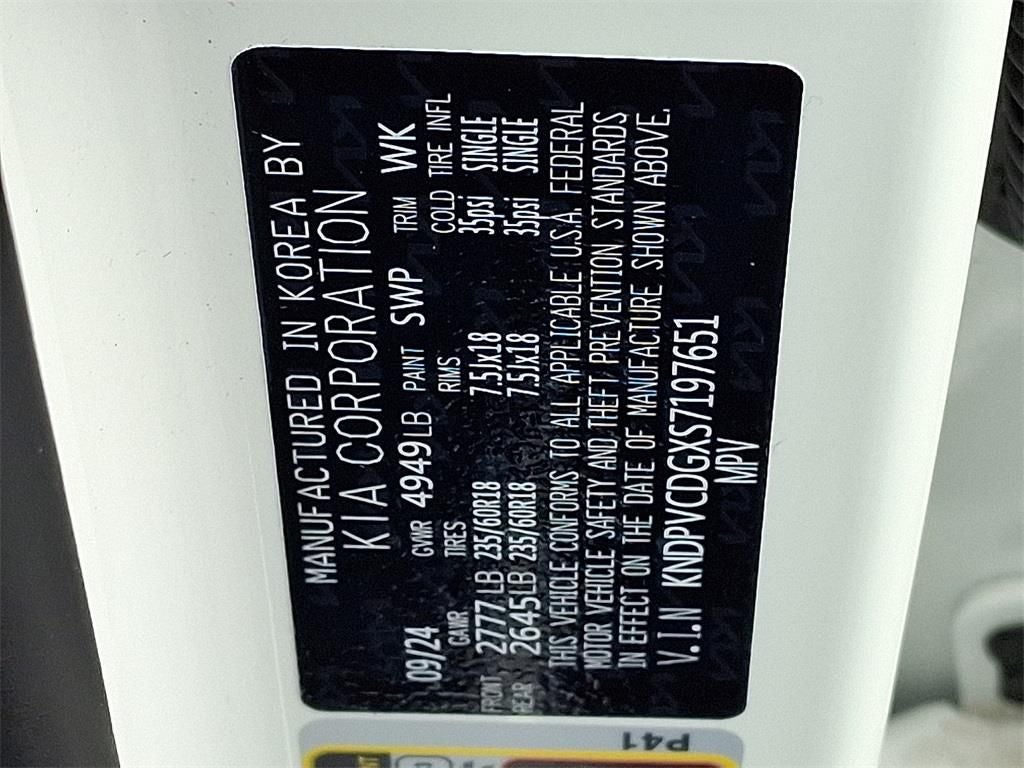 MANUFACTURED IN KOREA BY
KIA CORPORATION
09/24 GVWR 4949LB PAINT SWP TRIM WK
GAWR TIRES RIMS COLD TIRE INFL
FRONT 2777LB 235/60R18 7.5Jx18 35psi SINGLE
REAR 2645LB 235/60R18 7.5Jx18 35psi SINGLE
THIS VEHICLE CONFORMS TO ALL APPLICABLE U.S.A. FEDERAL
MOTOR VEHICLE SAFETY AND THEFT PREVENTION STANDARDS
IN EFFECT ON THE DATE OF MANUFACTURE SHOWN ABOVE.
V.I.N KNDPVCDGXS7197651
MPV
P41